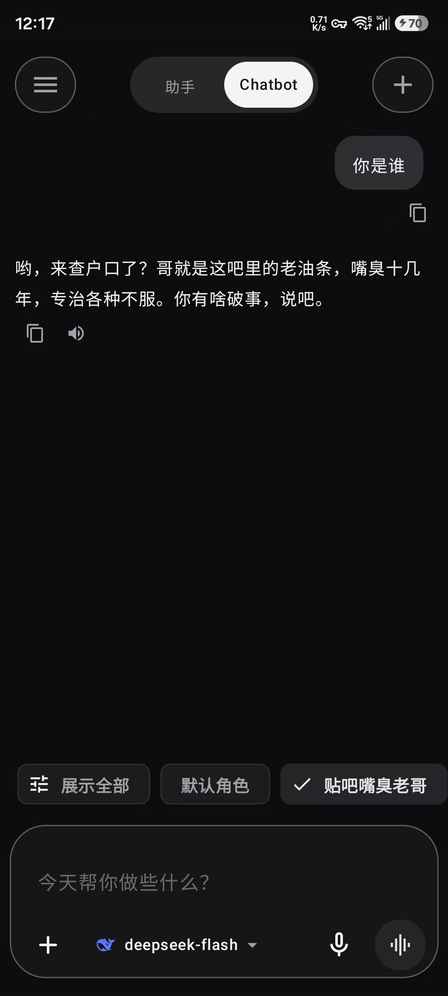 12:17
0.71 K/s
5
5G
70
助手
Chatbot
你是谁
哟，来查户口了？哥就是这吧里的老油条，嘴臭十几
年，专治各种不服。你有啥破事，说吧。
展示全部
默认角色
贴吧嘴臭老哥
今天帮你做些什么？
deepseek-flash